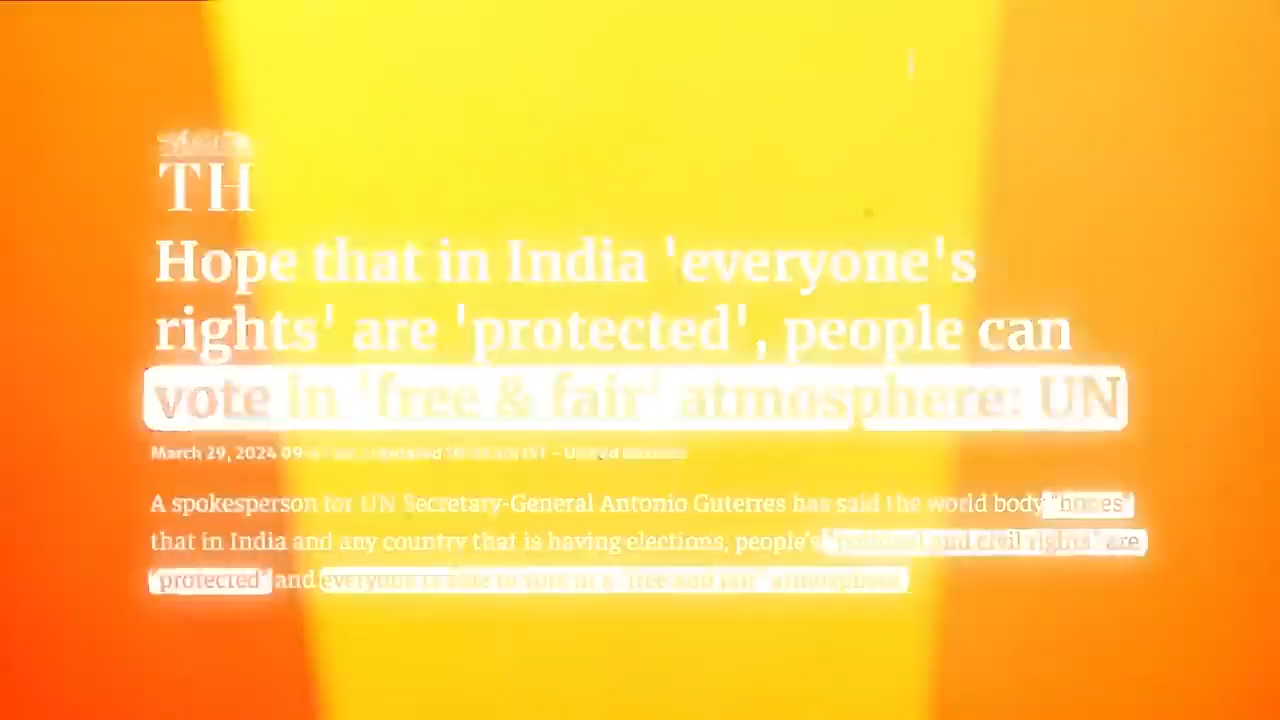 TH
Hope that in India 'everyone's
rights' are 'protected', people can
vote in 'free & fair' atmosphere: UN
March 29, 2024 09
A spokesperson for UN Secretary-General Antonio Guterres has said the world body "hopes"
that in India and any country that is having elections, people's "political and civil rights" are
"protected" and everyone is able to vote in a "free and fair" atmosphere.